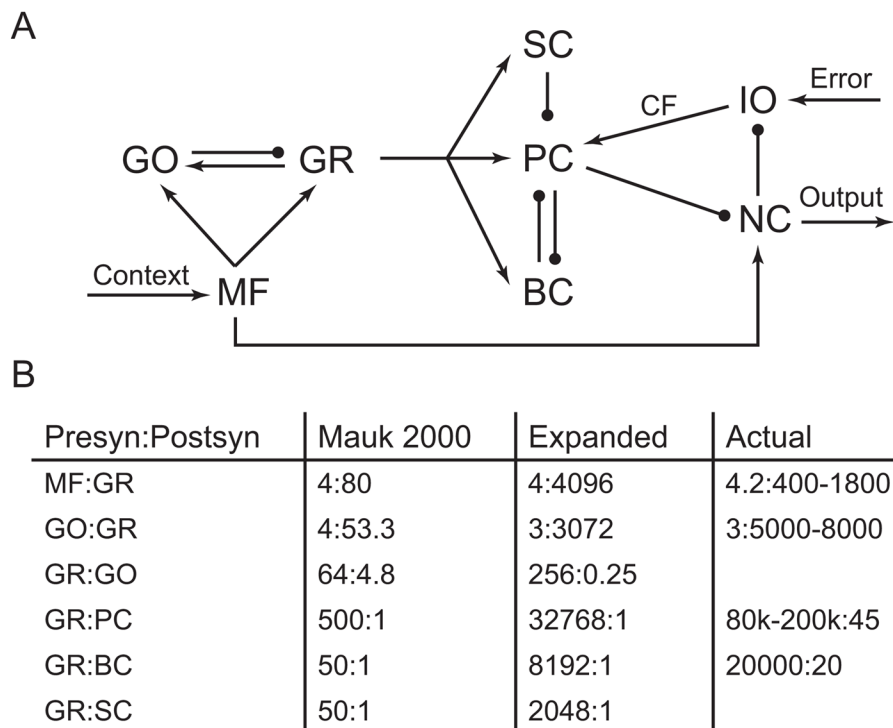 A
SC
CF
IO
Error
GO
GR
PC
Output
NC
Context
MF
BC
B
Presyn:Postsyn Mauk 2000 Expanded Actual
MF:GR 4:80 4:4096 4.2:400-1800
GO:GR 4:53.3 3:3072 3:5000-8000
GR:GO 64:4.8 256:0.25
GR:PC 500:1 32768:1 80k-200k:45
GR:BC 50:1 8192:1 20000:20
GR:SC 50:1 2048:1